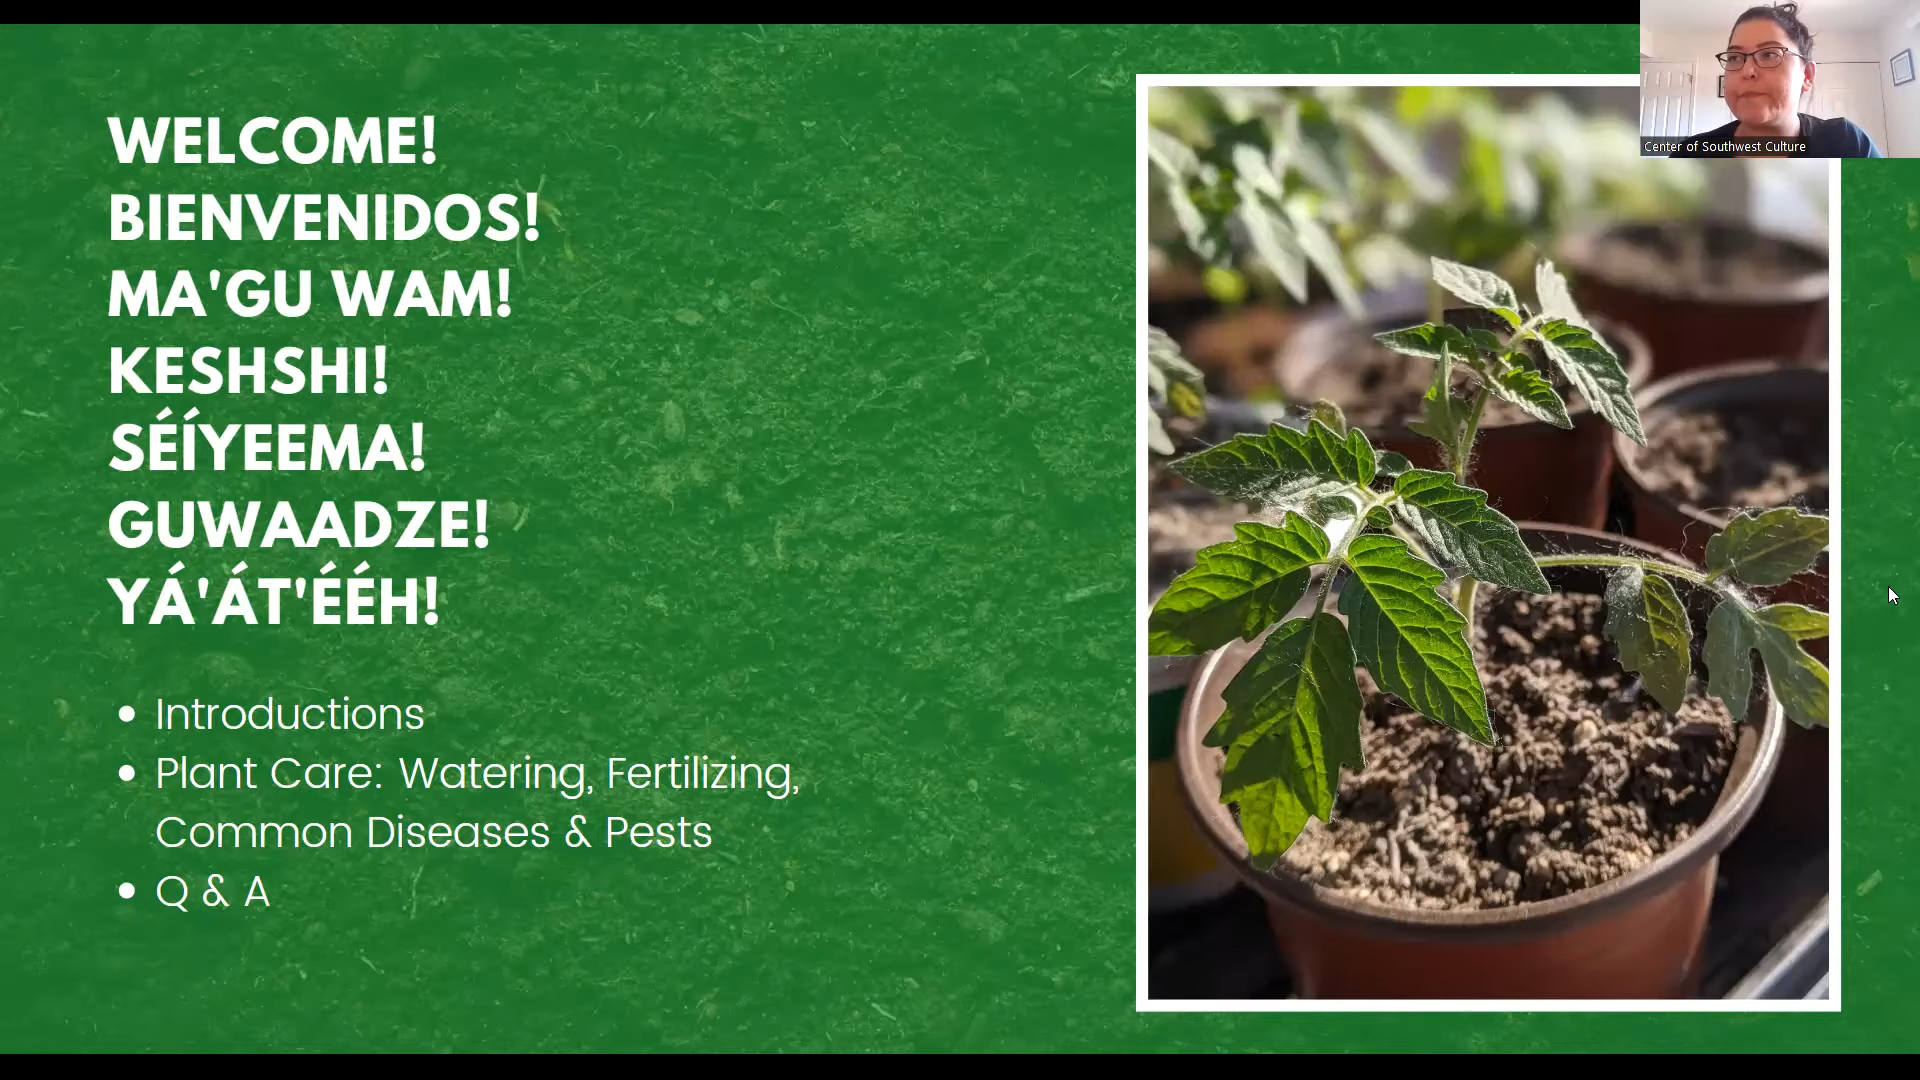 WELCOME!
BIENVENIDOS!
MA'GU WAM!
KESHSHI!
SÉÍYEEMA!
GUWAADZE!
YÁ'ÁT'ÉÉH!
Introductions
Plant Care: Watering, Fertilizing,
Common Diseases & Pests
Q & A
Center of Southwest Culture